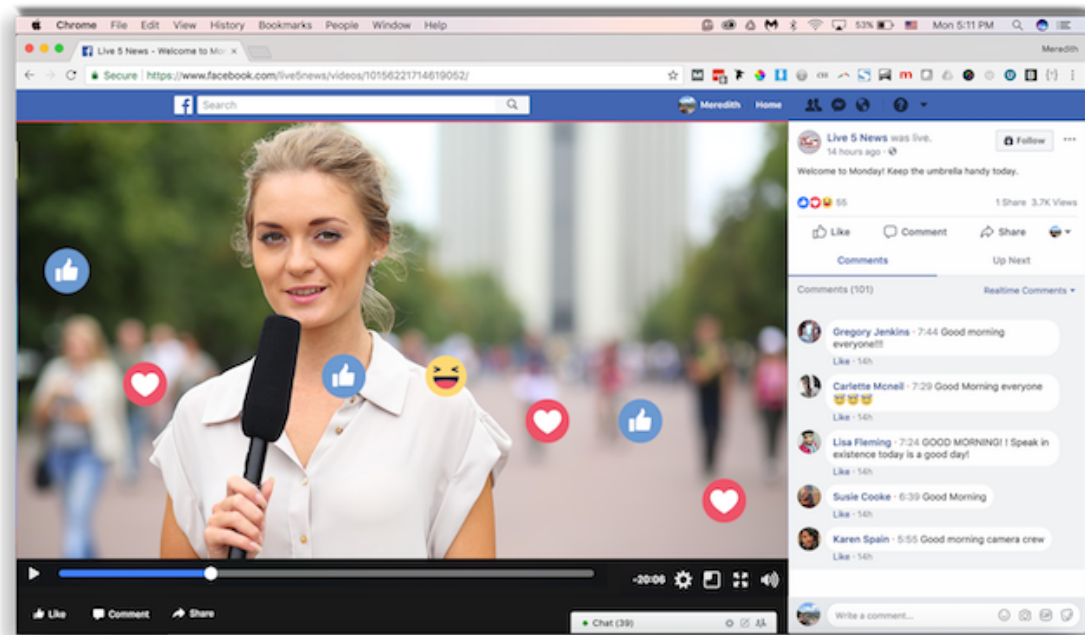 Chrome File Edit View History Bookmarks People Window Help
53% Mon 5:11 PM
Live 5 News - Welcome to Mor ×
Meredith
Secure https://www.facebook.com/live5news/videos/10156221714619052/
f Search Meredith Home
Live 5 News was live.
14 hours ago ·
Follow
Welcome to Monday! Keep the umbrella handy today.
55 1 Share 3.7K Views
Like Comment Share
Comments Up Next
Comments (101) Realtime Comments
Gregory Jenkins · 7:44 Good morning
everyone!!!
Like · 14h
Carlette Mcneil · 7:29 Good Morning everyone
😇😇😇
Like · 14h
Lisa Fleming · 7:24 GOOD MORNING! ! Speak in
existence today is a good day!
Like · 14h
Susie Cooke · 6:39 Good Morning
Like · 14h
Karen Spain · 5:55 Good morning camera crew
Like · 14h
-20:06
Like Comment Share
Chat (39)
Write a comment...